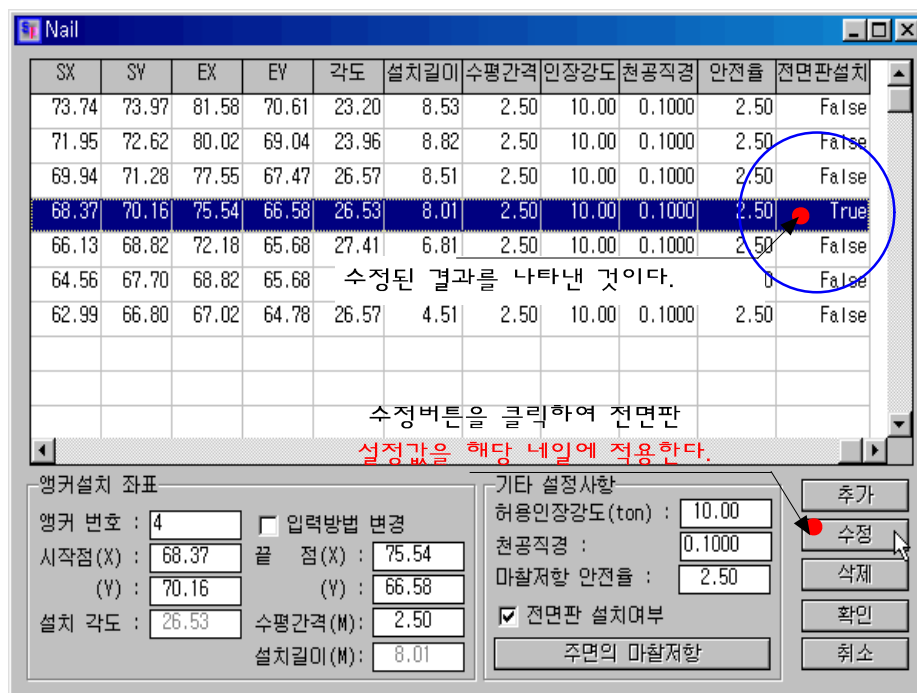 Nail
SX SY EX EY 각도 설치길이 수평간격 인장강도 천공직경 안전율 전면판설치
73.74 73.97 81.58 70.61 23.20 8.53 2.50 10.00 0.1000 2.50 False
71.95 72.62 80.02 69.04 23.96 8.82 2.50 10.00 0.1000 2.50 False
69.94 71.28 77.55 67.47 26.57 8.51 2.50 10.00 0.1000 2.50 False
68.37 70.16 75.54 66.58 26.53 8.01 2.50 10.00 0.1000 2.50 True
66.13 68.82 72.18 65.68 27.41 6.81 2.50 10.00 0.1000 2.50 False
64.56 67.70 68.82 65.68 수정된 결과를 나타낸 것이다. 0 False
62.99 66.80 67.02 64.78 26.57 4.51 2.50 10.00 0.1000 2.50 False
수정버튼을 클릭하여 전면판
설정값을 해당 네일에 적용한다.
앵커설치 좌표
앵커 번호 : 4 입력방법 변경
시작점(X) : 68.37 끝 점(X) : 75.54
(Y) : 70.16 (Y) : 66.58
설치 각도 : 26.53 수평간격(M): 2.50
설치길이(M): 8.01
기타 설정사항
허용인장강도(ton) : 10.00
천공직경 : 0.1000
마찰저항 안전율 : 2.50
전면판 설치여부
주면의 마찰저항
추가
수정
삭제
확인
취소